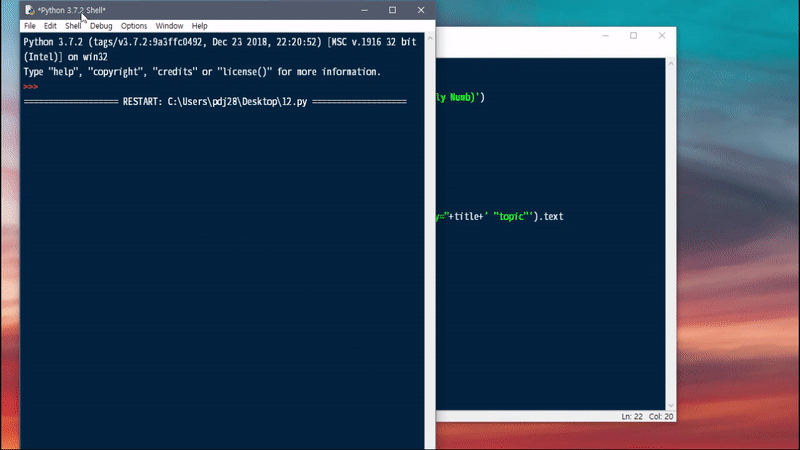 *Python 3.7.2 Shell*
File Edit Shell Debug Options Window Help
Python 3.7.2 (tags/v3.7.2:9a3ffc0492, Dec 23 2018, 22:20:52) [MSC v.1916 32 bit
(Intel)] on win32
Type "help", "copyright", "credits" or "license()" for more information.
>>>
=================== RESTART: C:\Users\pdj28\Desktop\12.py ===================
ly Numb)')
y="+title+' "topic"').text
Ln: 22 Col: 20